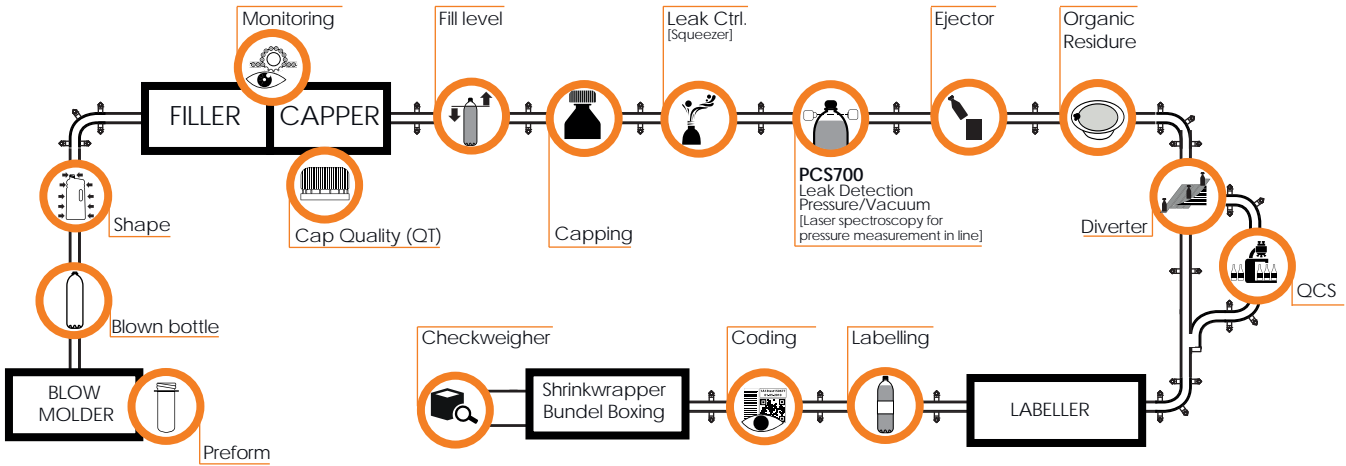 Monitoring
Fill level
Leak Ctrl.
[Squeezer]
Ejector
Organic
Residure
FILLER
CAPPER
PCS700
Leak Detection
Pressure/Vacuum
[Laser spectroscopy for
pressure measurement in line]
Shape
Cap Quality (QT)
Capping
Diverter
QCS
Blown bottle
Checkweigher
Coding
Labelling
BLOW
MOLDER
Shrinkwrapper
Bundel Boxing
LABELLER
Preform